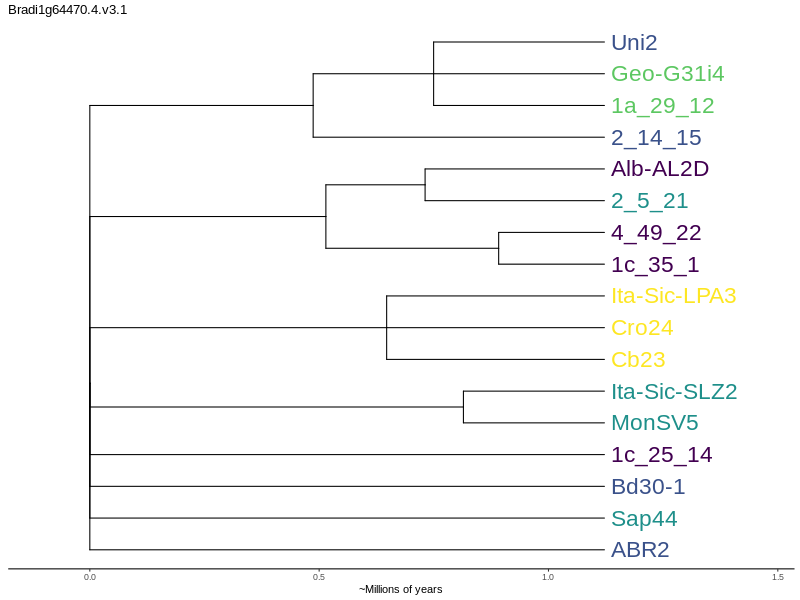 Bradi1g64470.4.v3.1
Uni2
Geo-G31i4
1a_29_12
2_14_15
Alb-AL2D
2_5_21
4_49_22
1c_35_1
Ita-Sic-LPA3
Cro24
Cb23
Ita-Sic-SLZ2
MonSV5
1c_25_14
Bd30-1
Sap44
ABR2
0.0 0.5 1.0 1.5
~Millions of years